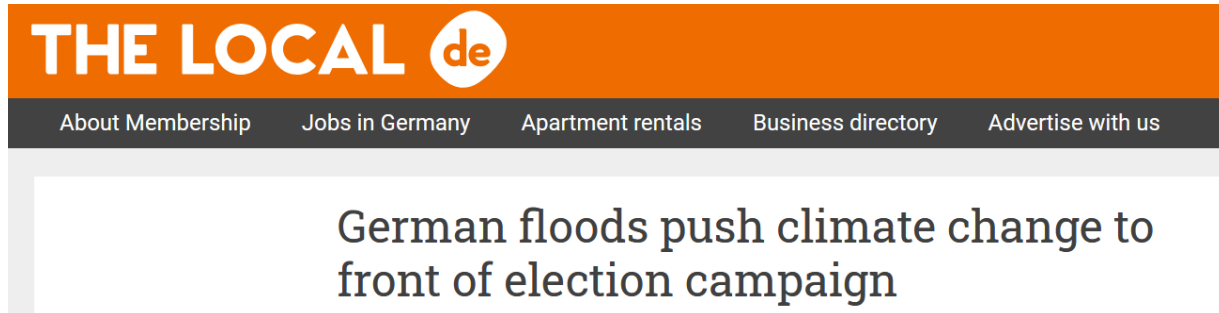 THE LOCAL de
About Membership Jobs in Germany Apartment rentals Business directory Advertise with us
German floods push climate change to
front of election campaign